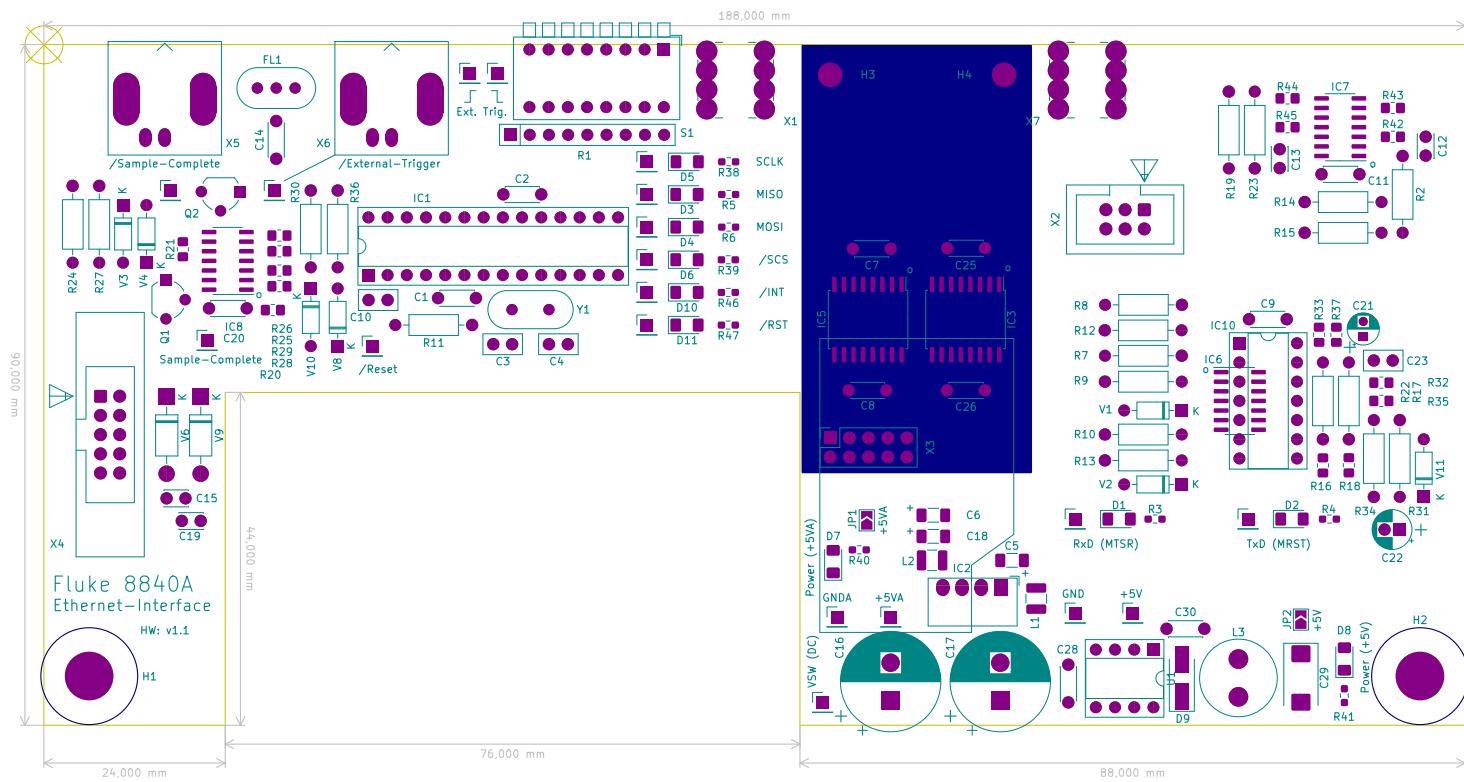 188,000 mm
FL1
H3
H4
R44
IC7
R43
Ext. Trig.
C14
X5
X6
S1
X1
X7
R45
R42
C12
R1
C13
/Sample-Complete
/External-Trigger
D5
R38
SCLK
C11
K
Q2
R30
R36
IC1
C2
D3
R5
MISO
R19
R23
R2
X2
R14
D4
R6
MOSI
R15
R21
R24
R27
V3
V4
K
D6
R39
/SCS
C7
C25
K
C1
D10
R46
/INT
IC5
IC3
R8
C9
R33
R37
C21
Q1
IC8
C20
C10
Y1
R11
D11
R47
/RST
R12
IC10
R26
R25
R29
R28
R20
C3
C4
Sample-Complete
V10
V8
K
/Reset
R7
IC6
C23
90,000 mm
R9
R22
R17
R32
R35
K
K
C8
C26
V1
K
V6
V9
R10
X3
R13
V11
V2
K
R16
R18
K
C15
C19
R34
R31
JP1
+5VA
C6
D1
R3
D2
R4
C18
X4
44,000 mm
Power (+5VA)
D7
R40
L2
C5
RxD (MTSR)
TxD (MRST)
C22
IC2
Fluke 8840A
Ethernet-Interface
GNDA
+5VA
L1
GND
+5V
C30
JP2
+5V
HW: v1.1
VSW (DC)
C16
C17
C28
L3
D8
Power (+5V)
H2
H1
U1
C29
D9
R41
76,000 mm
24,000 mm
88,000 mm